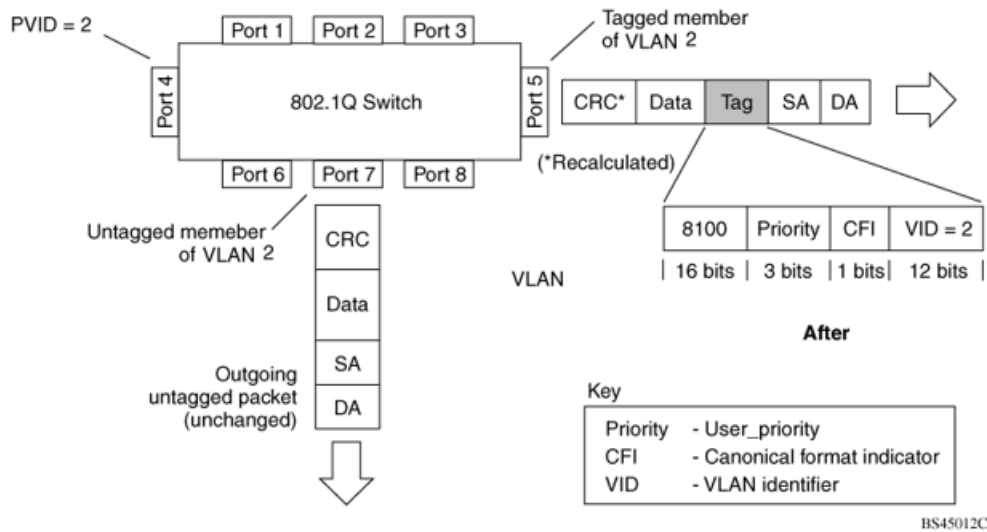 PVID = 2
Port 1
Port 2
Port 3
Tagged member
of VLAN 2
Port 4
802.1Q Switch
Port 5
CRC*
Data
Tag
SA
DA
(*Recalculated)
Port 6
Port 7
Port 8
Untagged memeber
of VLAN 2
CRC
Data
SA
DA
Outgoing
untagged packet
(unchanged)
VLAN
8100
Priority
CFI
VID = 2
16 bits
3 bits
1 bits
12 bits
After
Key
Priority - User_priority
CFI - Canonical format indicator
VID - VLAN identifier
BS45012C